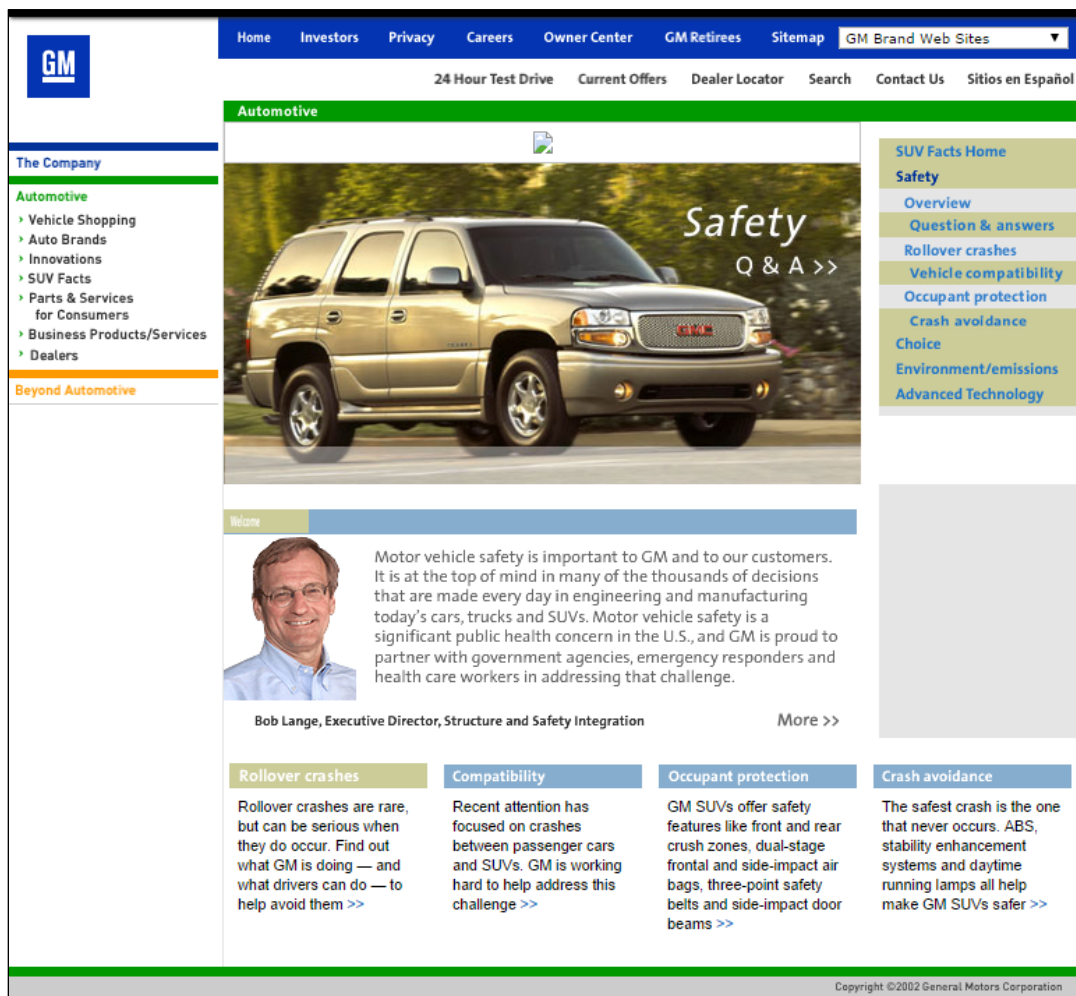 GM
Home Investors Privacy Careers Owner Center GM Retirees Sitemap GM Brand Web Sites
24 Hour Test Drive Current Offers Dealer Locator Search Contact Us Sitios en Español
Automotive
The Company
Automotive
Vehicle Shopping
Auto Brands
Innovations
SUV Facts
Parts & Services
for Consumers
Business Products/Services
Dealers
Beyond Automotive
Safety
Q & A >>
GMC
SUV Facts Home
Safety
Overview
Question & answers
Rollover crashes
Vehicle compatibility
Occupant protection
Crash avoidance
Choice
Environment/emissions
Advanced Technology
Welcome
Motor vehicle safety is important to GM and to our customers.
It is at the top of mind in many of the thousands of decisions
that are made every day in engineering and manufacturing
today's cars, trucks and SUVs. Motor vehicle safety is a
significant public health concern in the U.S., and GM is proud to
partner with government agencies, emergency responders and
health care workers in addressing that challenge.
Bob Lange, Executive Director, Structure and Safety Integration
More >>
Rollover crashes
Rollover crashes are rare,
but can be serious when
they do occur. Find out
what GM is doing — and
what drivers can do — to
help avoid them >>
Compatibility
Recent attention has
focused on crashes
between passenger cars
and SUVs. GM is working
hard to help address this
challenge >>
Occupant protection
GM SUVs offer safety
features like front and rear
crush zones, dual-stage
frontal and side-impact air
bags, three-point safety
belts and side-impact door
beams >>
Crash avoidance
The safest crash is the one
that never occurs. ABS,
stability enhancement
systems and daytime
running lamps all help
make GM SUVs safer >>
Copyright ©2002 General Motors Corporation